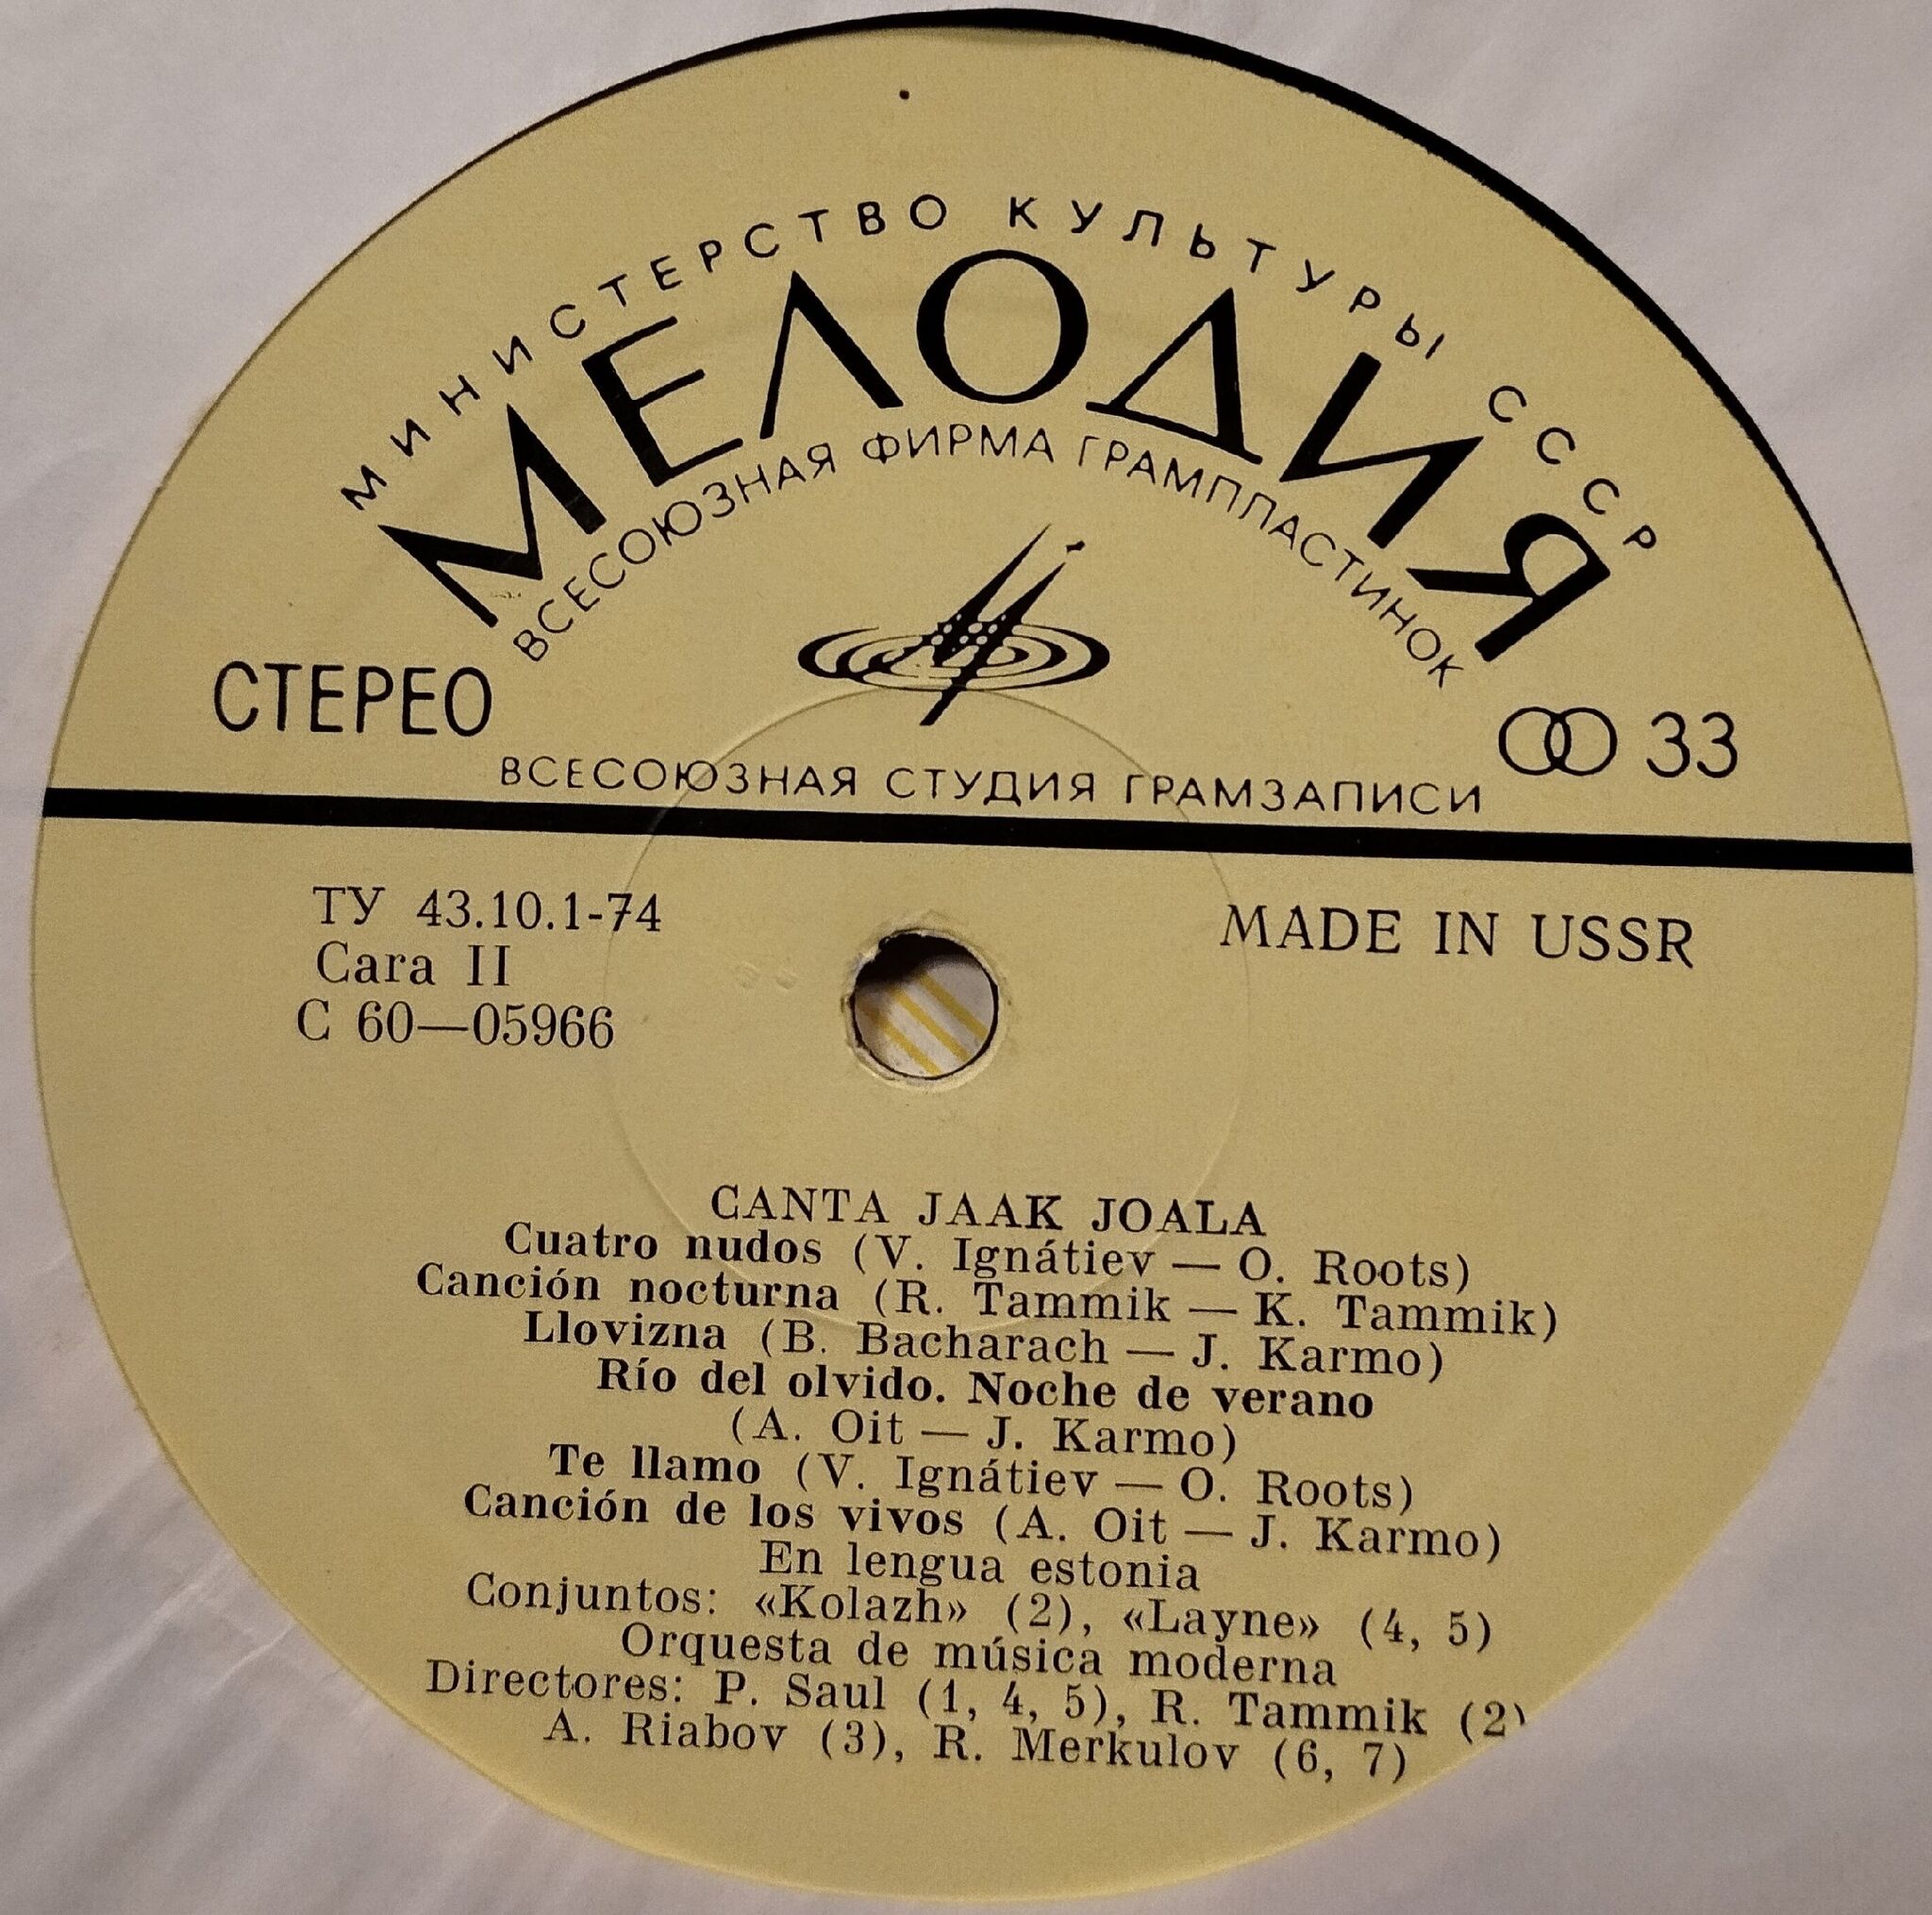 МИНИСТЕРСТВО КУЛЬТУРЫ СССР
МЕЛОДИЯ
ВСЕСОЮЗНАЯ ФИРМА ГРАМПЛАСТИНОК
СТЕРЕО
33
ВСЕСОЮЗНАЯ СТУДИЯ ГРАМЗАПИСИ
ТУ 43.10.1-74
MADE IN USSR
Cara II
C 60—05966
CANTA JAAK JOALA
Cuatro nudos (V. Ignátiev — O. Roots)
Canción nocturna (R. Tammik — K. Tammik)
Llovizna (B. Bacharach — J. Karmo)
Río del olvido. Noche de verano
(A. Oit — J. Karmo)
Te llamo (V. Ignátiev — O. Roots)
Canción de los vivos (A. Oit — J. Karmo)
En lengua estonia
Conjuntos: «Kolazh» (2), «Layne» (4, 5)
Orquesta de música moderna
Directores: P. Saul (1, 4, 5), R. Tammik (2)
A. Riabov (3), R. Merkulov (6, 7)